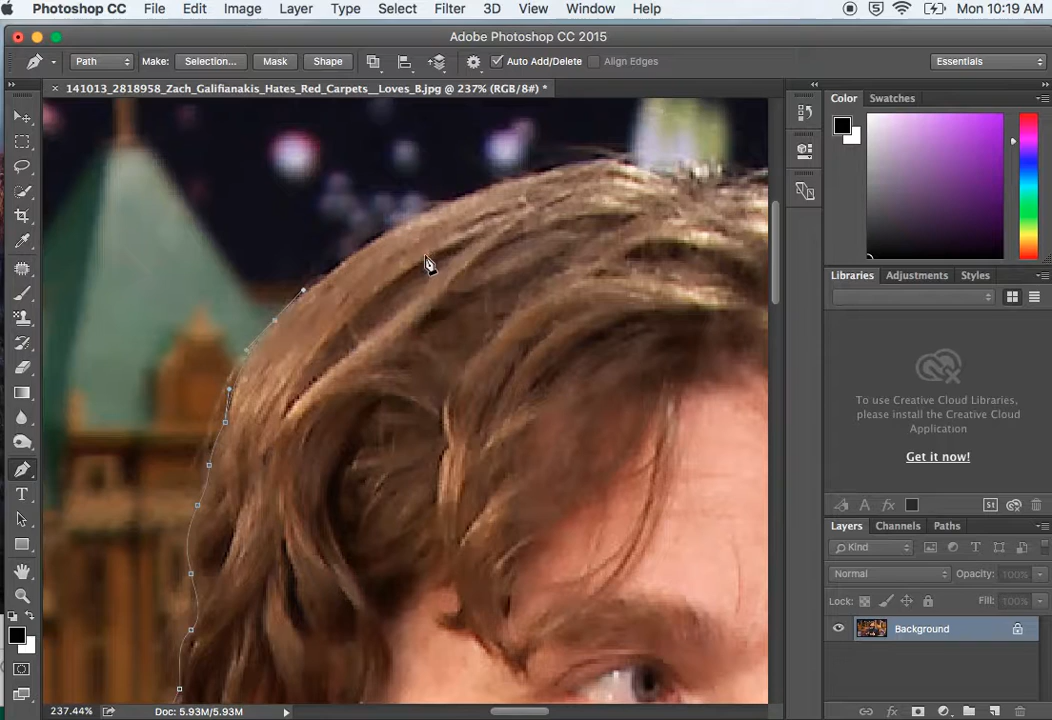 Photoshop CC File Edit Image Layer Type Select Filter 3D View Window Help Mon 10:19 AM
Adobe Photoshop CC 2015
Path Make: Selection... Mask Shape Auto Add/Delete Align Edges Essentials
141013_2818958_Zach_Galifianakis_Hates_Red_Carpets__Loves_B.jpg @ 237% (RGB/8#) *
Color Swatches
Libraries Adjustments Styles
To use Creative Cloud Libraries,
please install the Creative Cloud
Application
Get it now!
St
Layers Channels Paths
Kind
Normal Opacity: 100%
Lock: Fill: 100%
Background
237.44% Doc: 5.93M/5.93M